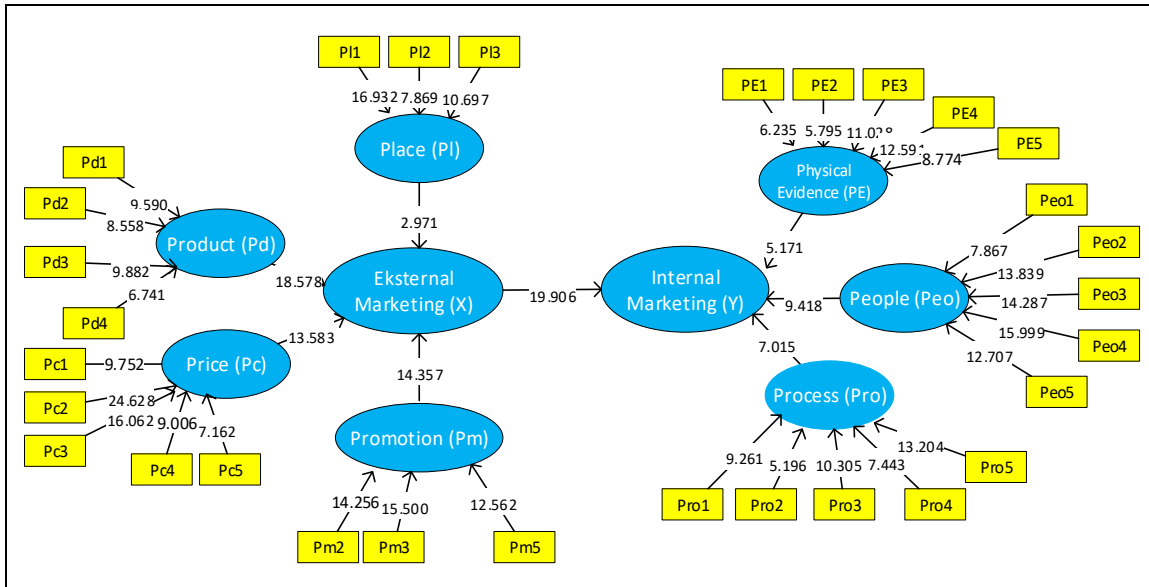 Pl1
Pl2
Pl3
16.932
7.869
10.697
Place (Pl)
2.971
Pd1
Pd2
Pd3
Pd4
9.590
8.558
9.882
6.741
Product (Pd)
18.578
Eksternal
Marketing (X)
19.906
Pc1
Pc2
Pc3
Pc4
Pc5
9.752
24.628
16.062
9.006
7.162
Price (Pc)
13.583
14.357
Promotion (Pm)
14.256
15.500
12.562
Pm2
Pm3
Pm5
PE1
PE2
PE3
PE4
PE5
6.235
5.795
11.028
12.591
8.774
Physical
Evidence (PE)
5.171
Internal
Marketing (Y)
9.418
People (Peo)
Peo1
Peo2
Peo3
Peo4
Peo5
7.867
13.839
14.287
15.999
12.707
7.015
Process (Pro)
9.261
5.196
10.305
7.443
13.204
Pro1
Pro2
Pro3
Pro4
Pro5